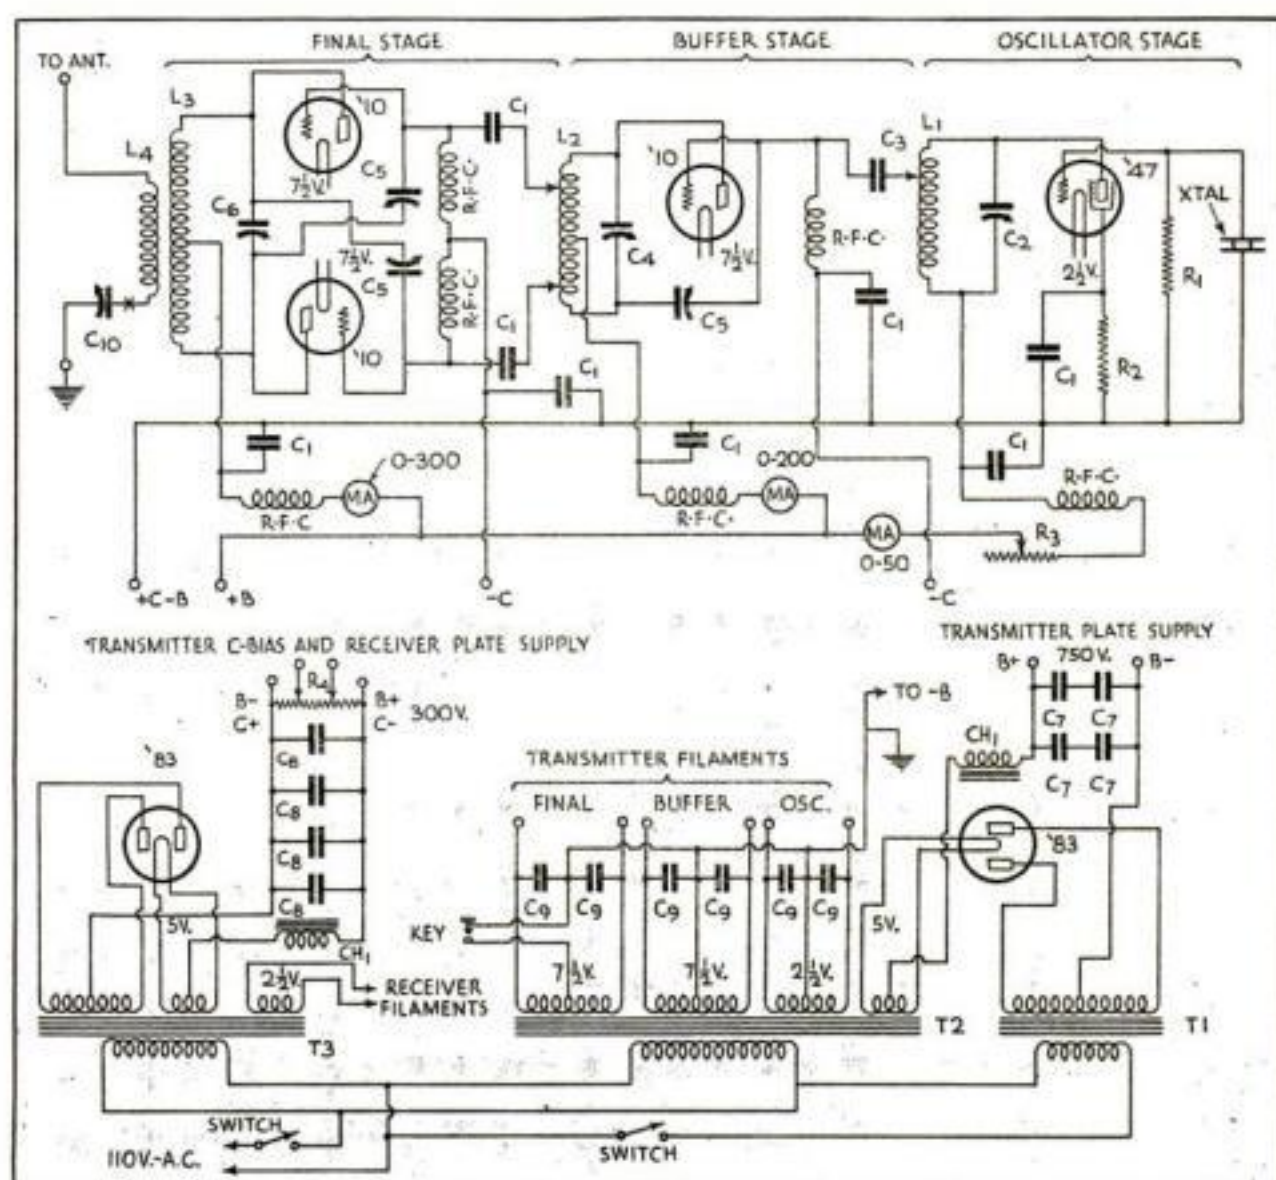 FINAL STAGE
BUFFER STAGE
OSCILLATOR STAGE
TO ANT.
L3
'10
C1
L2
'10
C3
L1
'47
XTAL
L4
7½V.
C5
R·F·C·
C6
C4
7½V.
R·F·C·
C2
2½V.
R1
7½V.
C5
R·F·C·
C5
C1
C10
'10
C1
C1
C1
R2
C1
0-300
C1
0-200
C1
R·F·C·
MA
R·F·C
MA
R·F·C·
MA
0-50
R3
+C-B
+B
-C
-C
TRANSMITTER C-BIAS AND RECEIVER PLATE SUPPLY
TRANSMITTER PLATE SUPPLY
750V.
B+
B-
R4
B-
C+
B+
C-
300V.
TO -B
C7
C7
CH1
C7
C7
'83
C8
C8
C8
C8
TRANSMITTER FILAMENTS
FINAL
BUFFER
OSC.
'83
C9
C9
C9
C9
C9
C9
5V.
5V.
KEY
CH1
2½V.
RECEIVER
FILAMENTS
7½V.
7½V.
2½V.
T3
T2
T1
SWITCH
110V.-A.C.
SWITCH